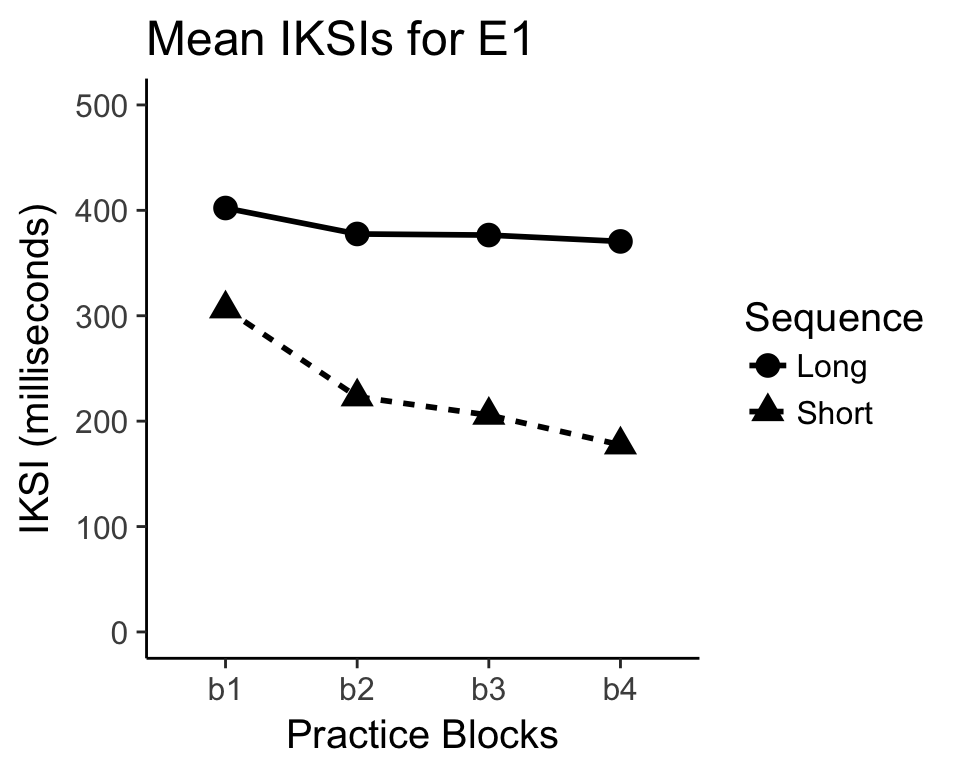 Mean IKSIs for E1
500
400
300
200
100
0
IKSI (milliseconds)
b1 b2 b3 b4
Practice Blocks
Sequence
Long
Short